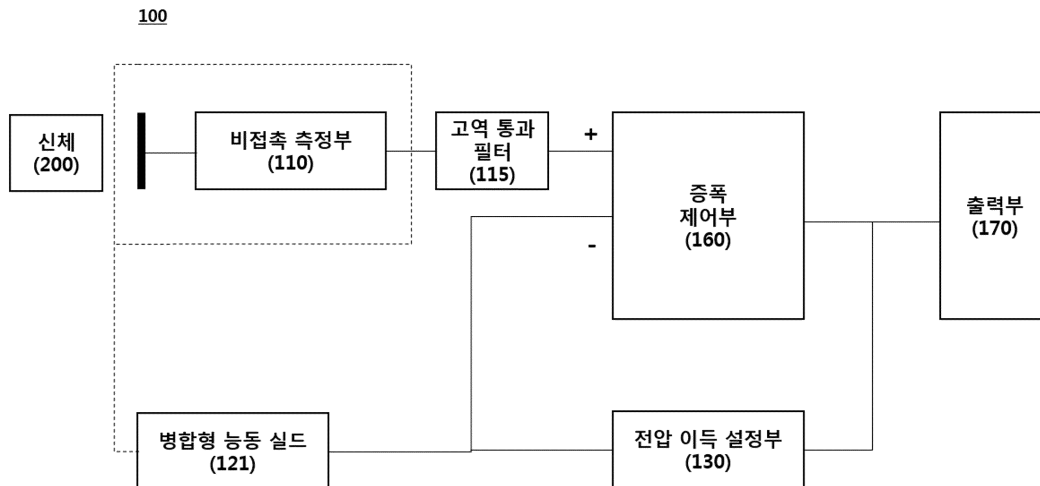 100
신체
(200)
비접촉 측정부
(110)
고역 통과
필터
(115)
+
-
증폭
제어부
(160)
출력부
(170)
병합형 능동 실드
(121)
전압 이득 설정부
(130)